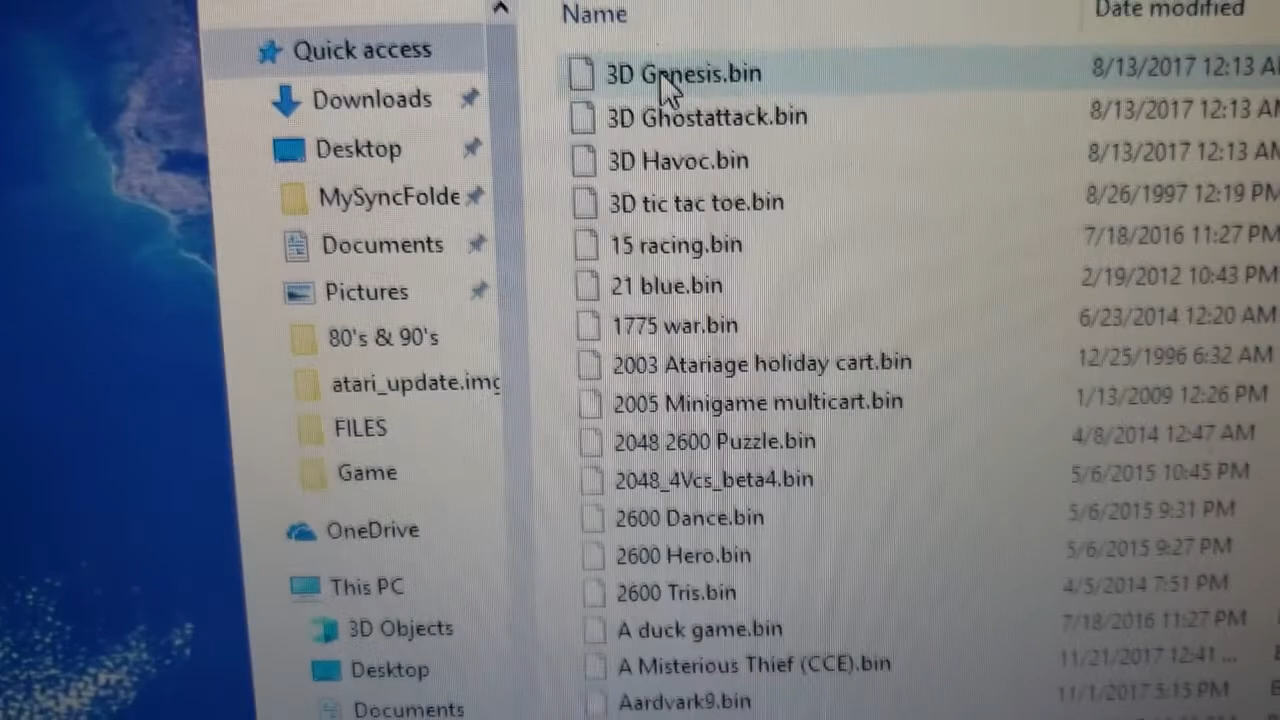 Quick access
Downloads
Desktop
MySyncFolde
Documents
Pictures
80's & 90's
atari_update.img
FILES
Game
OneDrive
This PC
3D Objects
Desktop
Documents
Name Date modified
3D Genesis.bin 8/13/2017 12:13 AM
3D Ghostattack.bin 8/13/2017 12:13 AM
3D Havoc.bin 8/13/2017 12:13 AM
3D tic tac toe.bin 8/26/1997 12:19 PM
15 racing.bin 7/18/2016 11:27 PM
21 blue.bin 2/19/2012 10:43 PM
1775 war.bin 6/23/2014 12:20 AM
2003 Atariage holiday cart.bin 12/25/1996 6:32 AM
2005 Minigame multicart.bin 1/13/2009 12:26 PM
2048 2600 Puzzle.bin 4/8/2014 12:47 AM
2048_4Vcs_beta4.bin 5/6/2015 10:45 PM
2600 Dance.bin 5/6/2015 9:31 PM
2600 Hero.bin 5/6/2015 9:27 PM
2600 Tris.bin 4/5/2014 7:51 PM
A duck game.bin 7/18/2016 11:27 PM
A Misterious Thief (CCE).bin 11/21/2017 12:41 ...
Aardvark9.bin 11/1/2017 5:15 PM